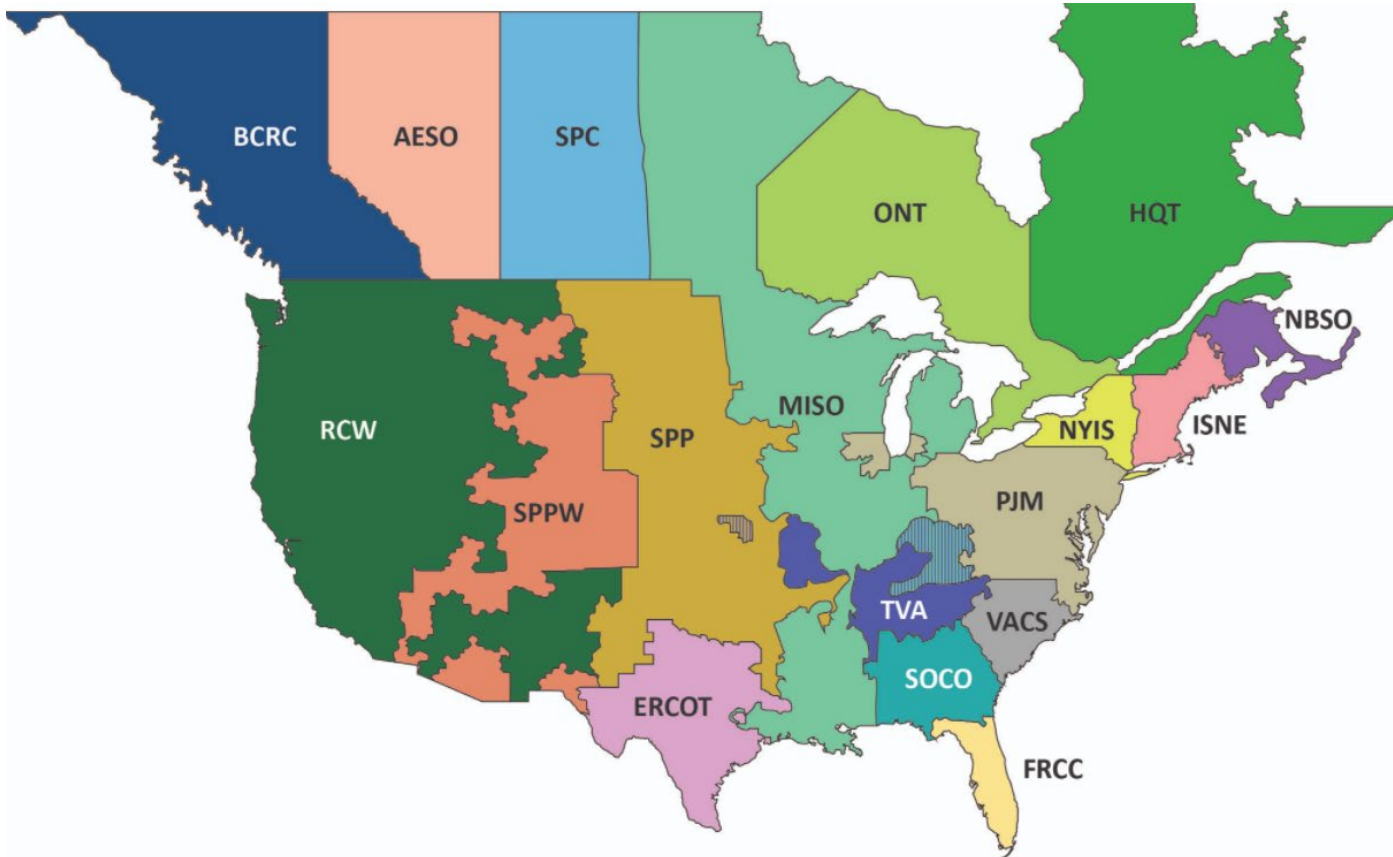 BCRC
AESO
SPC
ONT
HQT
NBSO
RCW
SPP
MISO
NYIS
ISNE
SPPW
PJM
TVA
VACS
SOCO
ERCOT
FRCC